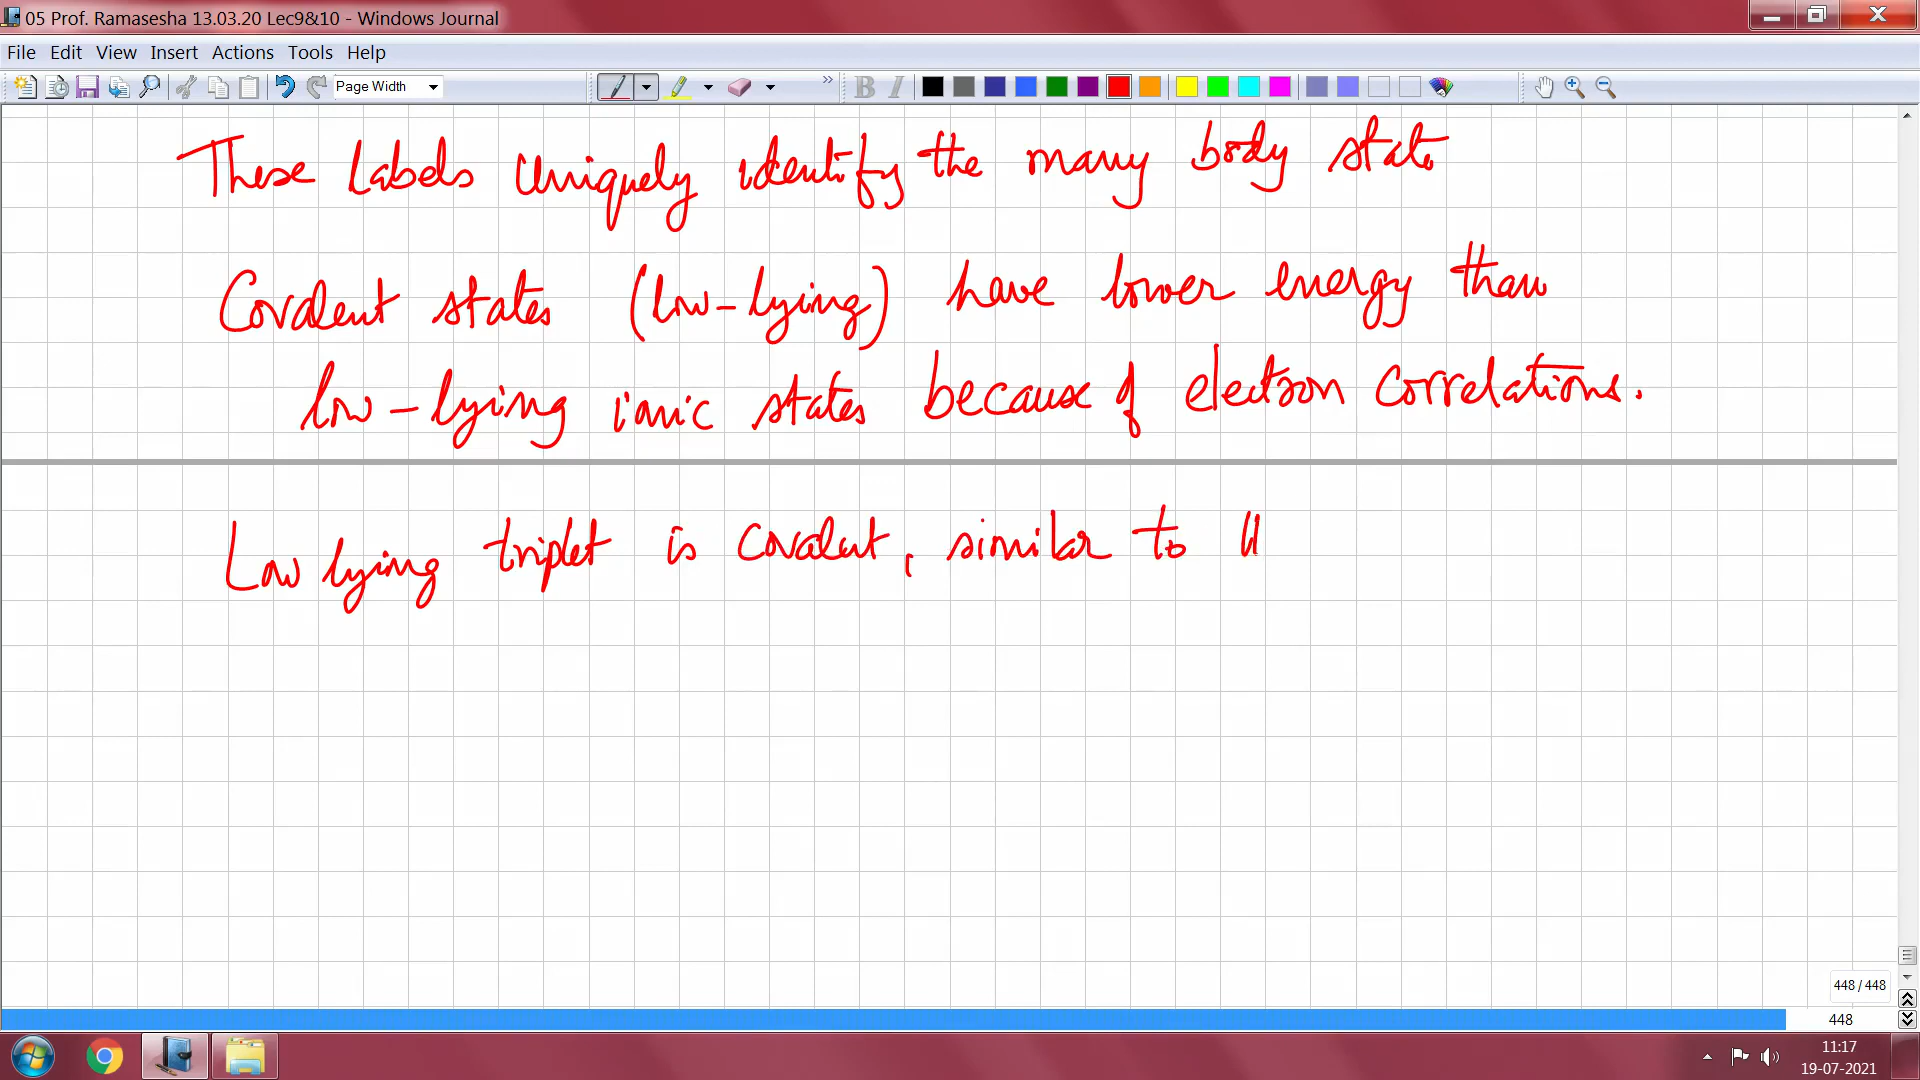 05 Prof. Ramasesha 13.03.20 Lec9&10 - Windows Journal
File Edit View Insert Actions Tools Help
Page Width
B I
These Labels uniquely identify the many body state
Covalent states (low-lying) have lower energy than
low-lying ionic states because of electron correlations.
Low lying triplet is covalent, similar to
448 / 448
448
11:17
19-07-2021